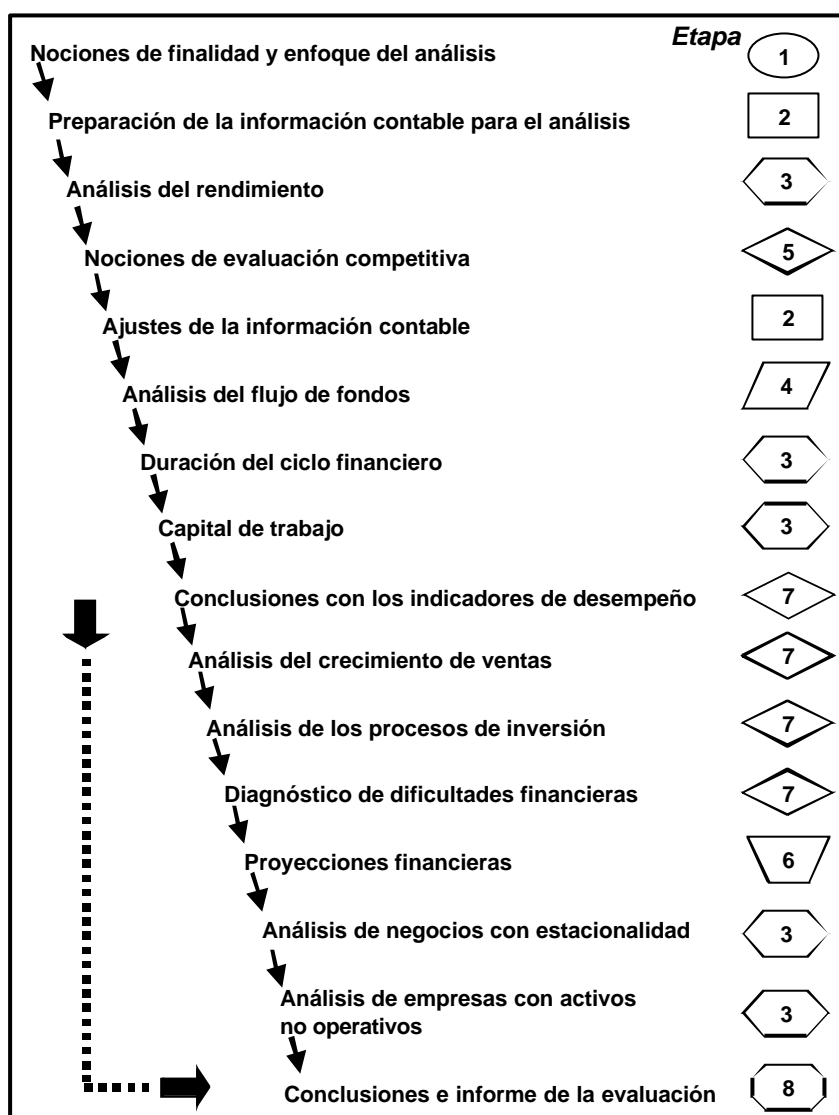 Etapa
Nociones de finalidad y enfoque del análisis 1
Preparación de la información contable para el análisis 2
Análisis del rendimiento 3
Nociones de evaluación competitiva 5
Ajustes de la información contable 2
Análisis del flujo de fondos 4
Duración del ciclo financiero 3
Capital de trabajo 3
Conclusiones con los indicadores de desempeño 7
Análisis del crecimiento de ventas 7
Análisis de los procesos de inversión 7
Diagnóstico de dificultades financieras 7
Proyecciones financieras 6
Análisis de negocios con estacionalidad 3
Análisis de empresas con activos
no operativos 3
Conclusiones e informe de la evaluación 8